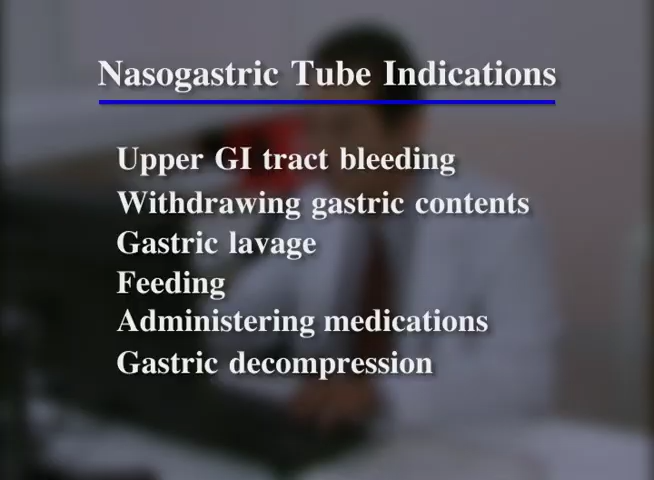 Nasogastric Tube Indications
Upper GI tract bleeding
Withdrawing gastric contents
Gastric lavage
Feeding
Administering medications
Gastric decompression